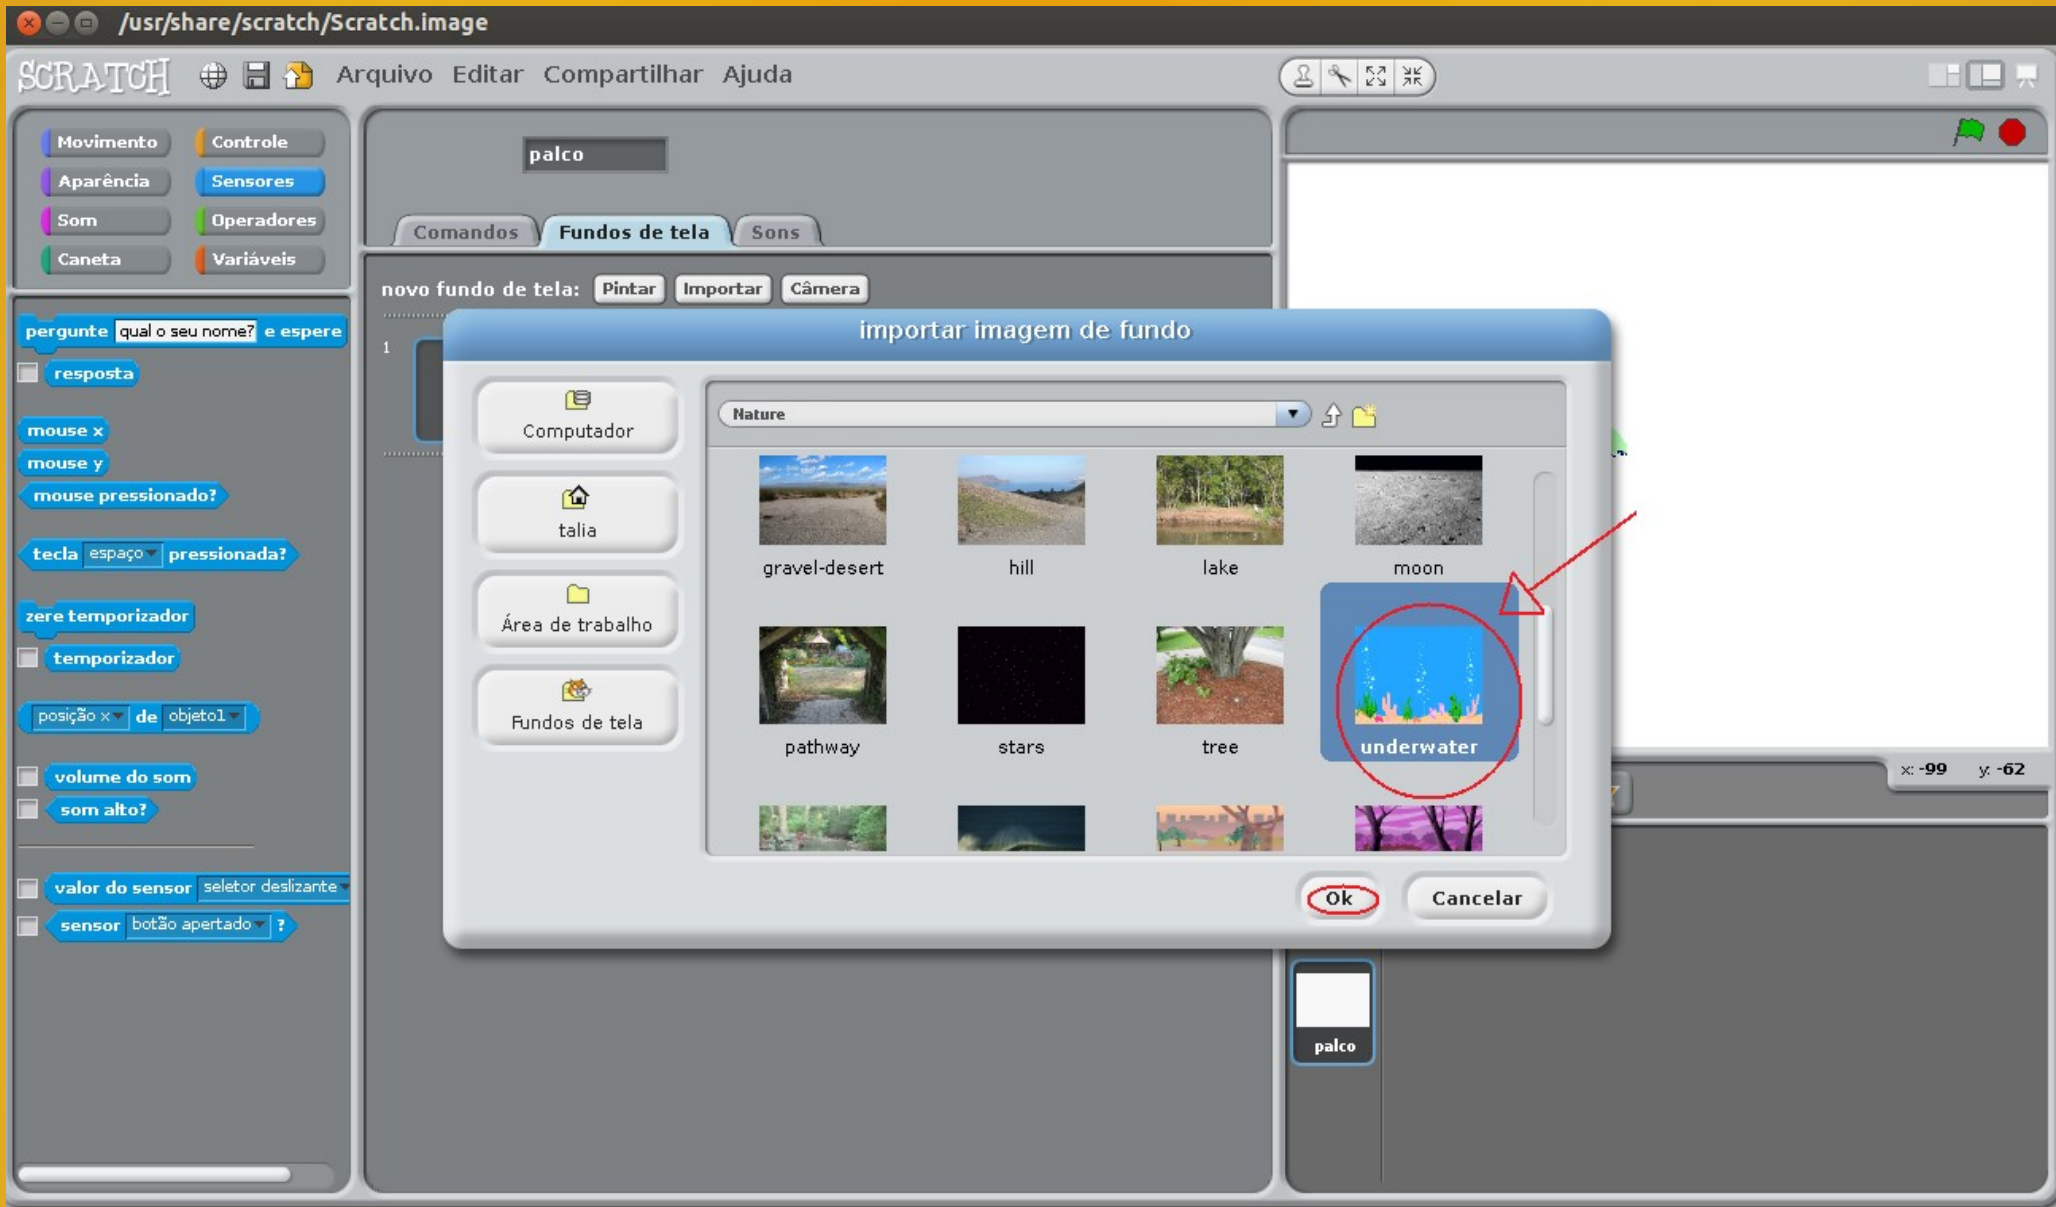 /usr/share/scratch/Scratch.image
SCRATCH Arquivo Editar Compartilhar Ajuda
Movimento Controle
Aparência Sensores
Som Operadores
Caneta Variáveis
pergunte qual o seu nome? e espere
resposta
mouse x
mouse y
mouse pressionado?
tecla espaço pressionada?
zere temporizador
temporizador
posição x de objeto1
volume do som
som alto?
valor do sensor seletor deslizante
sensor botão apertado ?
palco
Comandos Fundos de tela Sons
novo fundo de tela: Pintar Importar Câmera
1
importar imagem de fundo
Computador
talia
Área de trabalho
Fundos de tela
Nature
gravel-desert hill lake moon
pathway stars tree underwater
Ok Cancelar
x: -99 y: -62
palco